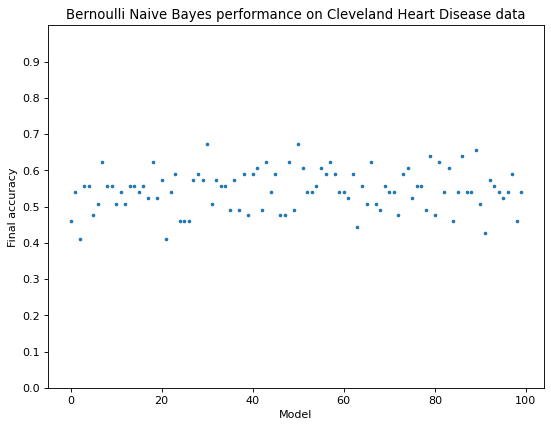 Bernoulli Naive Bayes performance on Cleveland Heart Disease data
Final accuracy
0.9
0.8
0.7
0.6
0.5
0.4
0.3
0.2
0.1
0.0
0 20 40 60 80 100
Model